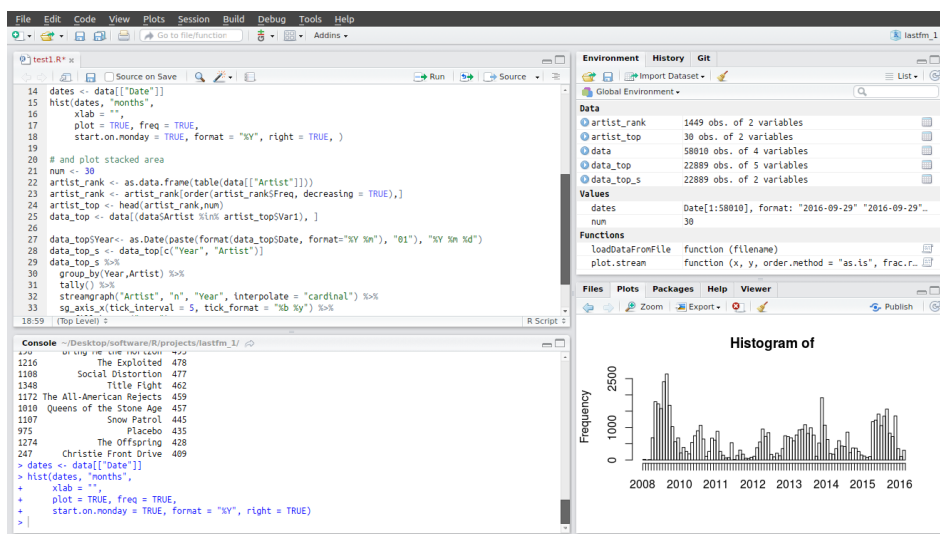 File Edit Code View Plots Session Build Debug Tools Help
Go to file/function
Addins
lastfm_1
test1.R* x
Source on Save
Run
Source
14 dates <- data[["Date"]]
15 hist(dates, "months",
16 xlab = "",
17 plot = TRUE, freq = TRUE,
18 start.on.monday = TRUE, format = "%Y", right = TRUE, )
19
20 # and plot stacked area
21 num <- 30
22 artist_rank <- as.data.frame(table(data[["Artist"]]))
23 artist_rank <- artist_rank[order(artist_rank$Freq, decreasing = TRUE),]
24 artist_top <- head(artist_rank,num)
25 data_top <- data[(data$Artist %in% artist_top$Var1), ]
26
27 data_top$Year<- as.Date(paste(format(data_top$Date, format="%Y %m"), "01"), "%Y %m %d")
28 data_top_s <- data_top[c("Year", "Artist")]
29 data_top_s %>%
30 group_by(Year,Artist) %>%
31 tally() %>%
32 streamgraph("Artist", "n", "Year", interpolate = "cardinal") %>%
33 sg_axis_x(tick_interval = 5, tick_format = "%b %y") %>%
18:59 (Top Level) R Script
Console ~/Desktop/software/R/projects/lastfm_1/
Bring Me the Horizon 495
1216 The Exploited 478
1108 Social Distortion 477
1348 Title Fight 462
1172 The All-American Rejects 459
1010 Queens of the Stone Age 457
1107 Snow Patrol 445
975 Placebo 435
1274 The Offspring 428
247 Christie Front Drive 409
> dates <- data[["Date"]]
> hist(dates, "months",
+ xlab = "",
+ plot = TRUE, freq = TRUE,
+ start.on.monday = TRUE, format = "%Y", right = TRUE)
>
Environment History Git
Import Dataset
List
Global Environment
Data
artist_rank 1449 obs. of 2 variables
artist_top 30 obs. of 2 variables
data 58010 obs. of 4 variables
data_top 22889 obs. of 5 variables
data_top_s 22889 obs. of 2 variables
Values
dates Date[1:58010], format: "2016-09-29" "2016-09-29"…
num 30
Functions
loadDataFromFile function (filename)
plot.stream function (x, y, order.method = "as.is", frac.r…
Files Plots Packages Help Viewer
Zoom Export Publish
Histogram of
Frequency
2500
1000
0
2008 2010 2011 2012 2013 2014 2015 2016